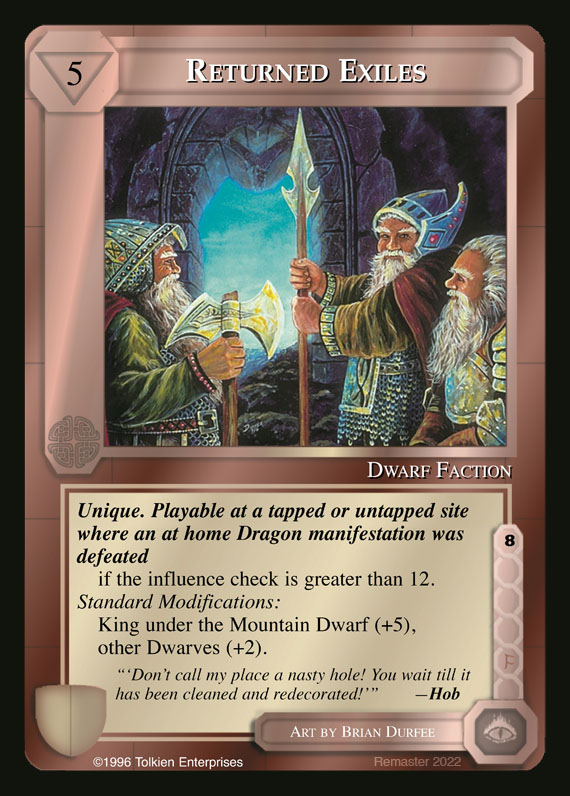 5
Returned Exiles
Dwarf Faction
Unique. Playable at a tapped or untapped site
where an at home Dragon manifestation was
defeated
if the influence check is greater than 12.
Standard Modifications:
King under the Mountain Dwarf (+5),
other Dwarves (+2).
“‘Don’t call my place a nasty hole! You wait till it
has been cleaned and redecorated!’” —Hob
8
F
Art by Brian Durfee
©1996 Tolkien Enterprises
Remaster 2022